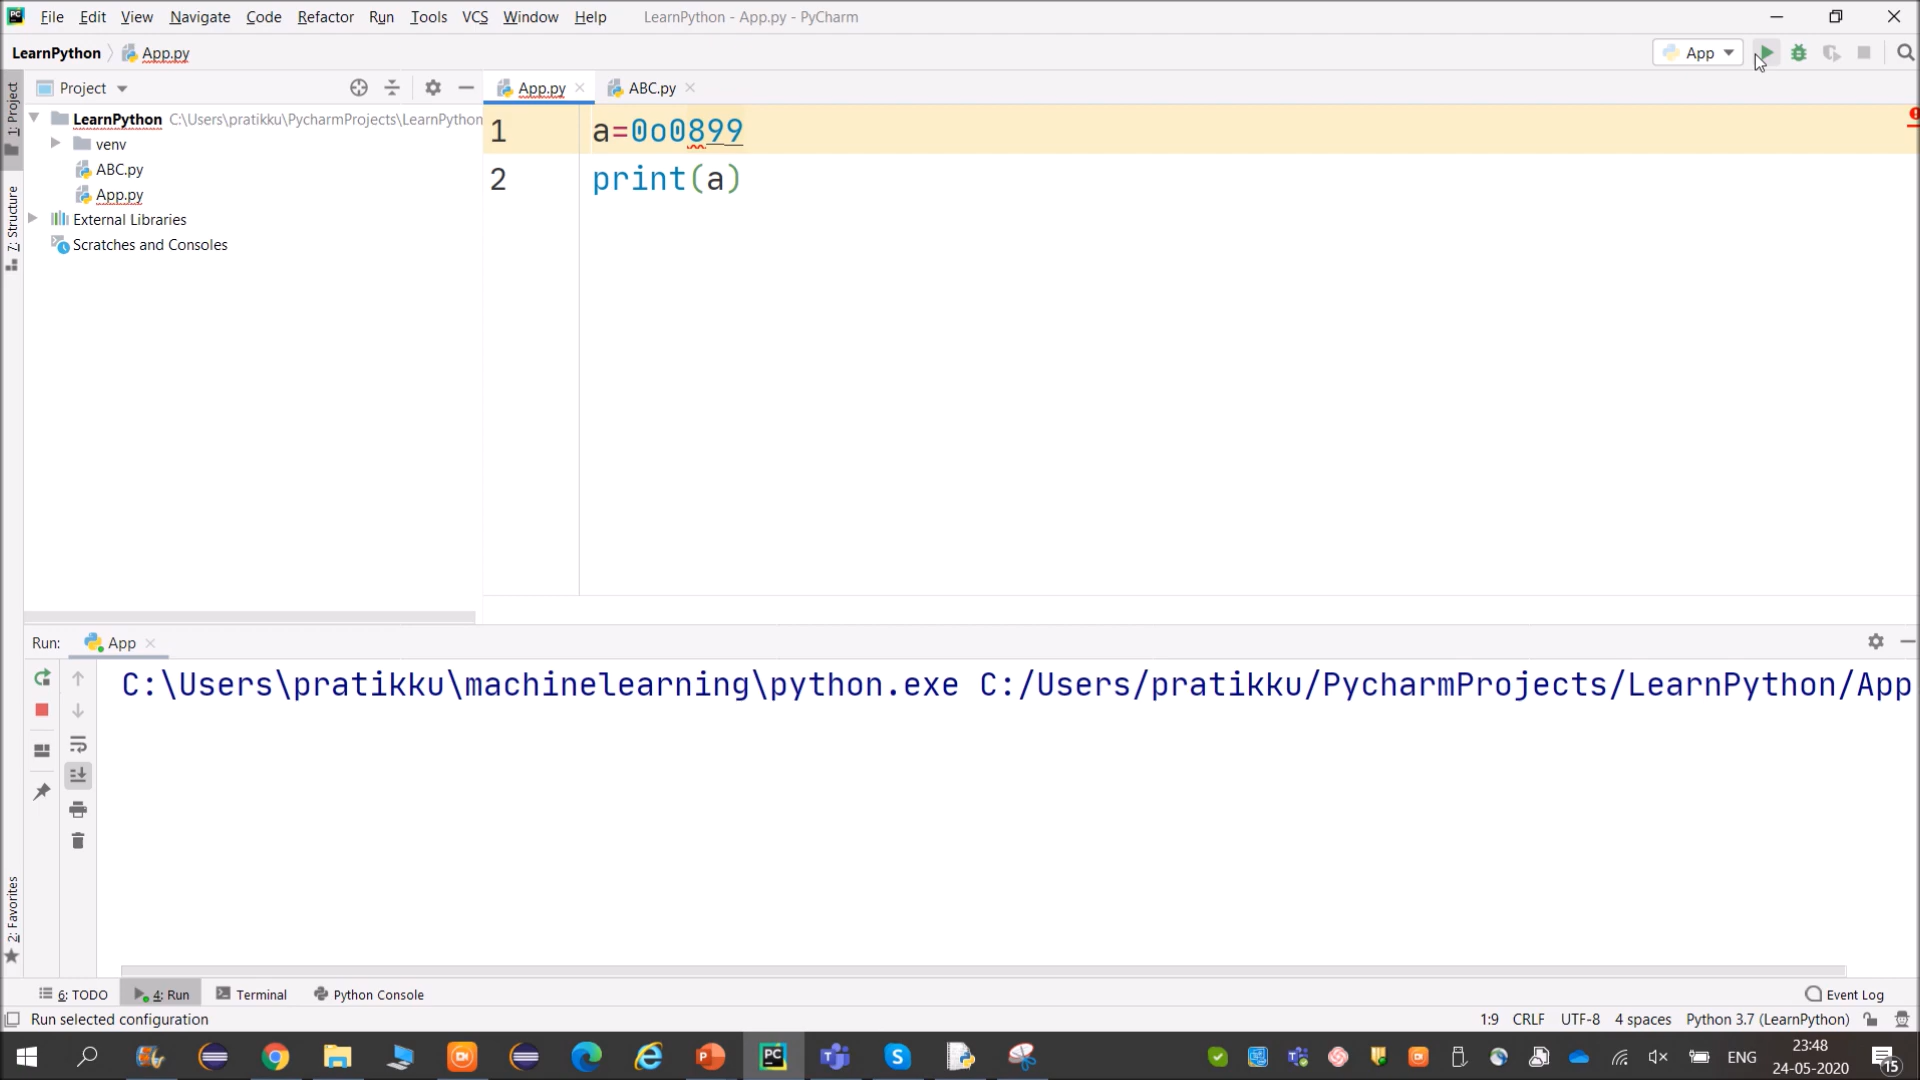 File Edit View Navigate Code Refactor Run Tools VCS Window Help LearnPython - App.py - PyCharm
LearnPython App.py App
1: Project
Project
App.py
ABC.py
LearnPython C:\Users\pratikku\PycharmProjects\LearnPython
venv
ABC.py
App.py
External Libraries
Scratches and Consoles
7: Structure
1 a=0o0899
2 print(a)
Run: App
C:\Users\pratikku\machinelearning\python.exe C:/Users/pratikku/PycharmProjects/LearnPython/App
2: Favorites
6: TODO 4: Run Terminal Python Console Event Log
Run selected configuration 1:9 CRLF UTF-8 4 spaces Python 3.7 (LearnPython)
ENG
23:48
24-05-2020
15